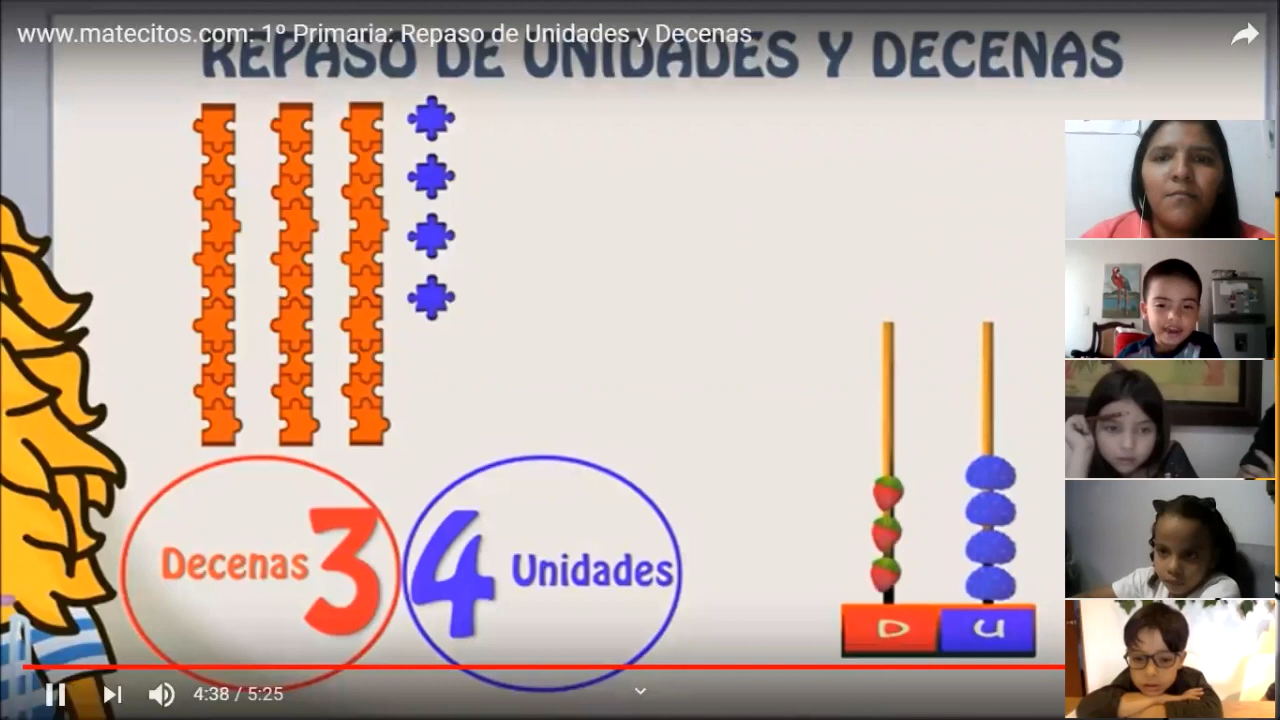 www.matecitos.com: 1º Primaria: Repaso de Unidades y Decenas
REPASO DE UNIDADES Y DECENAS
Decenas 3 4 Unidades
D U
4:38 / 5:25